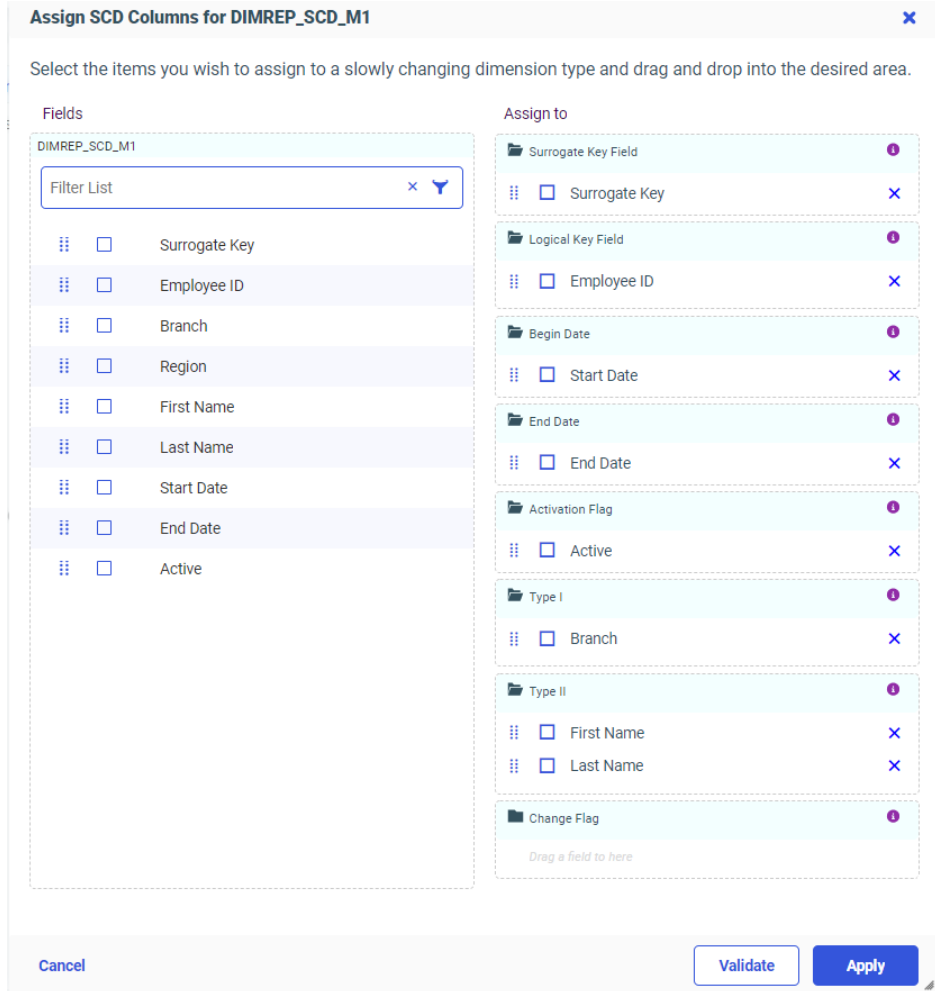 Assign SCD Columns for DIMREP_SCD_M1
Select the items you wish to assign to a slowly changing dimension type and drag and drop into the desired area.
Fields
DIMREP_SCD_M1
Filter List
Surrogate Key
Employee ID
Branch
Region
First Name
Last Name
Start Date
End Date
Active
Assign to
Surrogate Key Field
Surrogate Key
Logical Key Field
Employee ID
Begin Date
Start Date
End Date
End Date
Activation Flag
Active
Type I
Branch
Type II
First Name
Last Name
Change Flag
Drag a field to here
Cancel
Validate
Apply